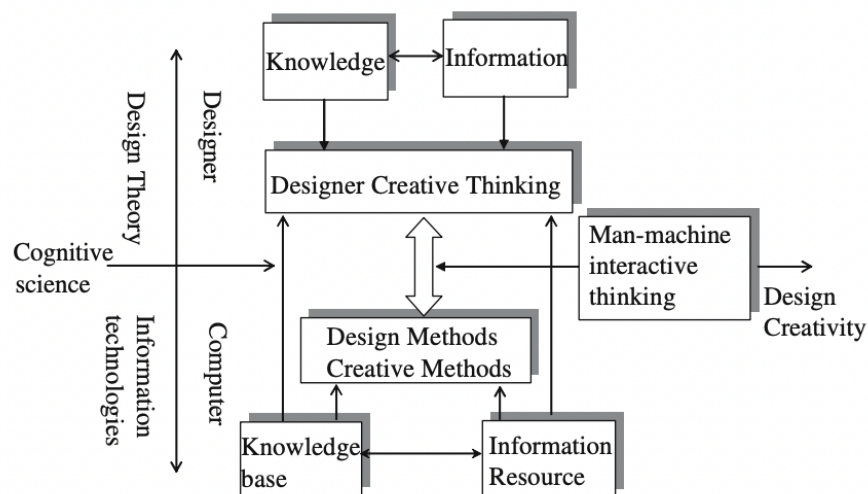 Knowledge
Information
Design Theory
Designer
Designer Creative Thinking
Cognitive
science
Man-machine
interactive
thinking
Design
Creativity
Information
technologies
Computer
Design Methods
Creative Methods
Knowledge
base
Information
Resource